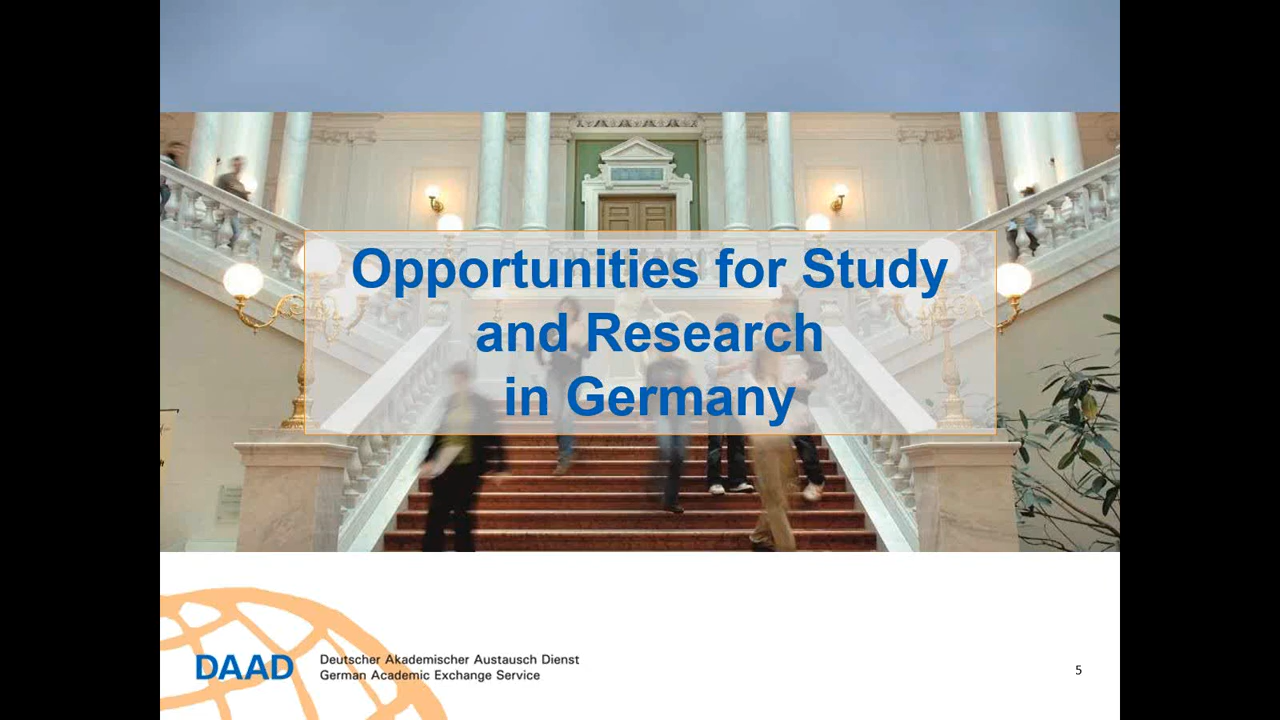 Opportunities for Study
and Research
in Germany
DAAD
Deutscher Akademischer Austausch Dienst
German Academic Exchange Service
5